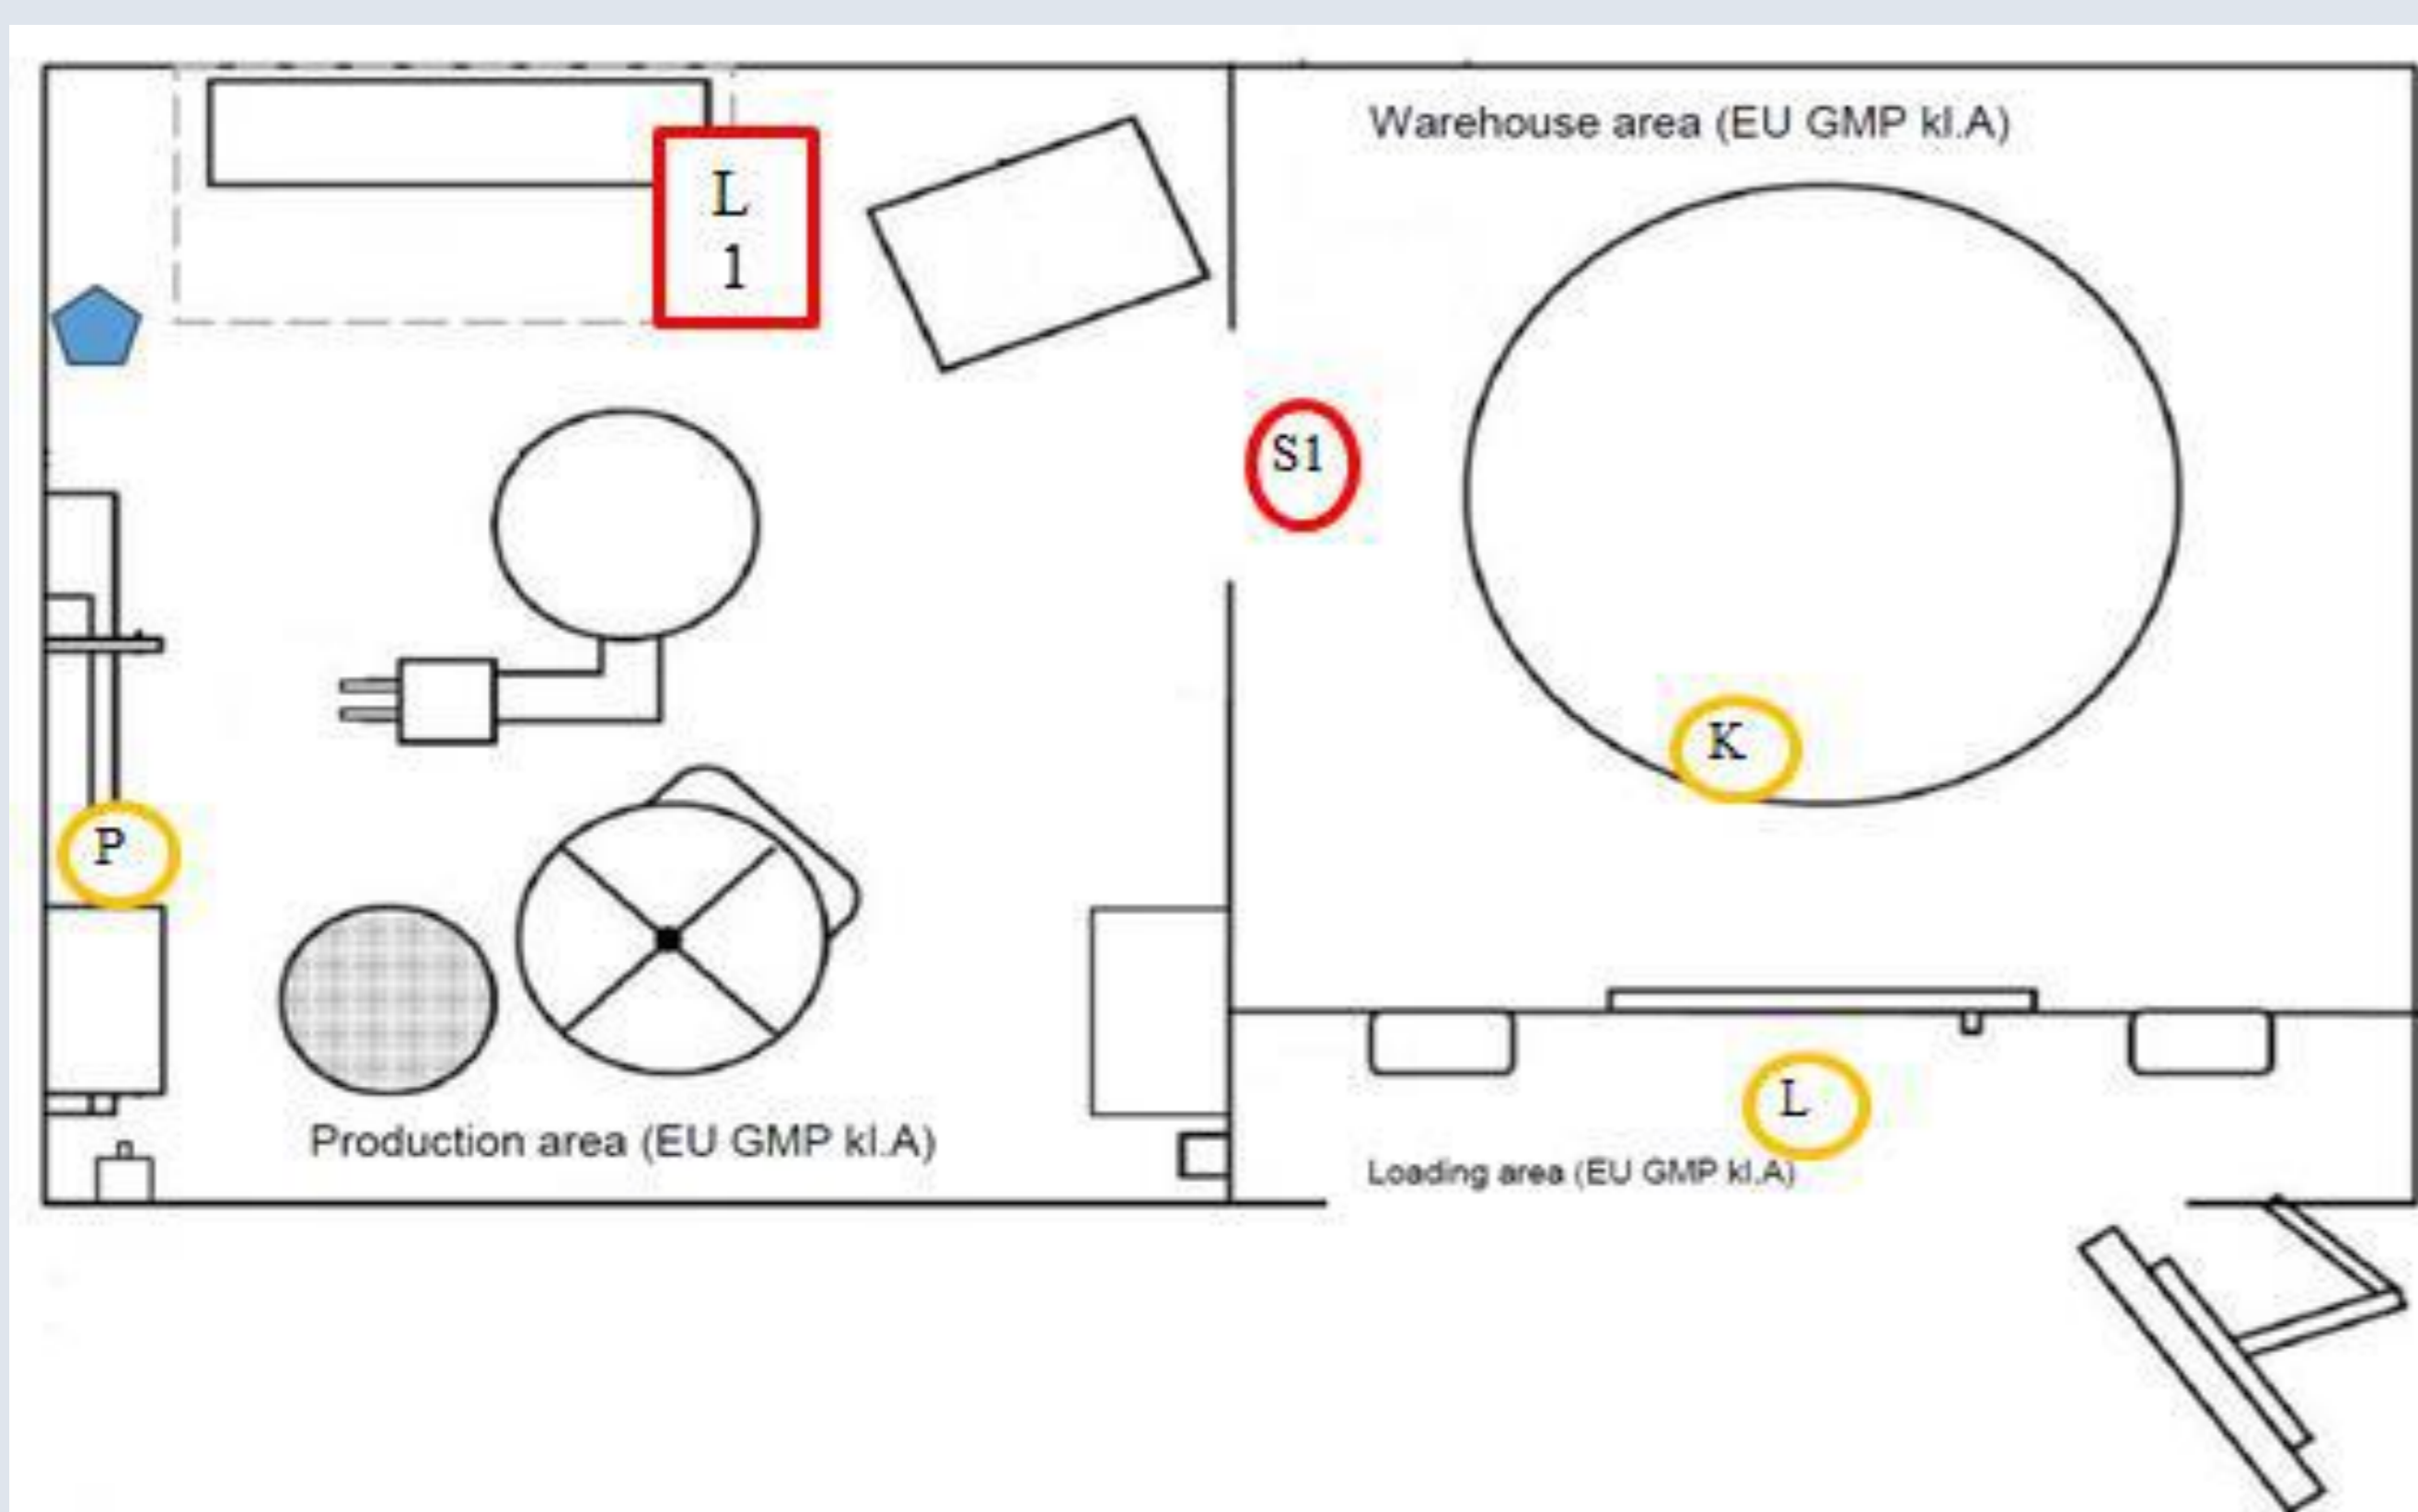 Warehouse area (EU GMP kl.A)
L
1
S1
K
P
L
Production area (EU GMP kl.A)
Loading area (EU GMP kl.A)